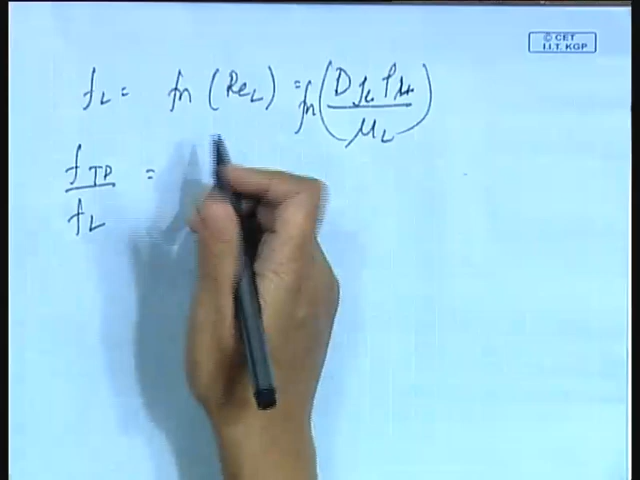 © CET
I.I.T. KGP
f_L = fn (Re_L) = fn (D j_L ρ_L / μ_L)
f_TP / f_L =